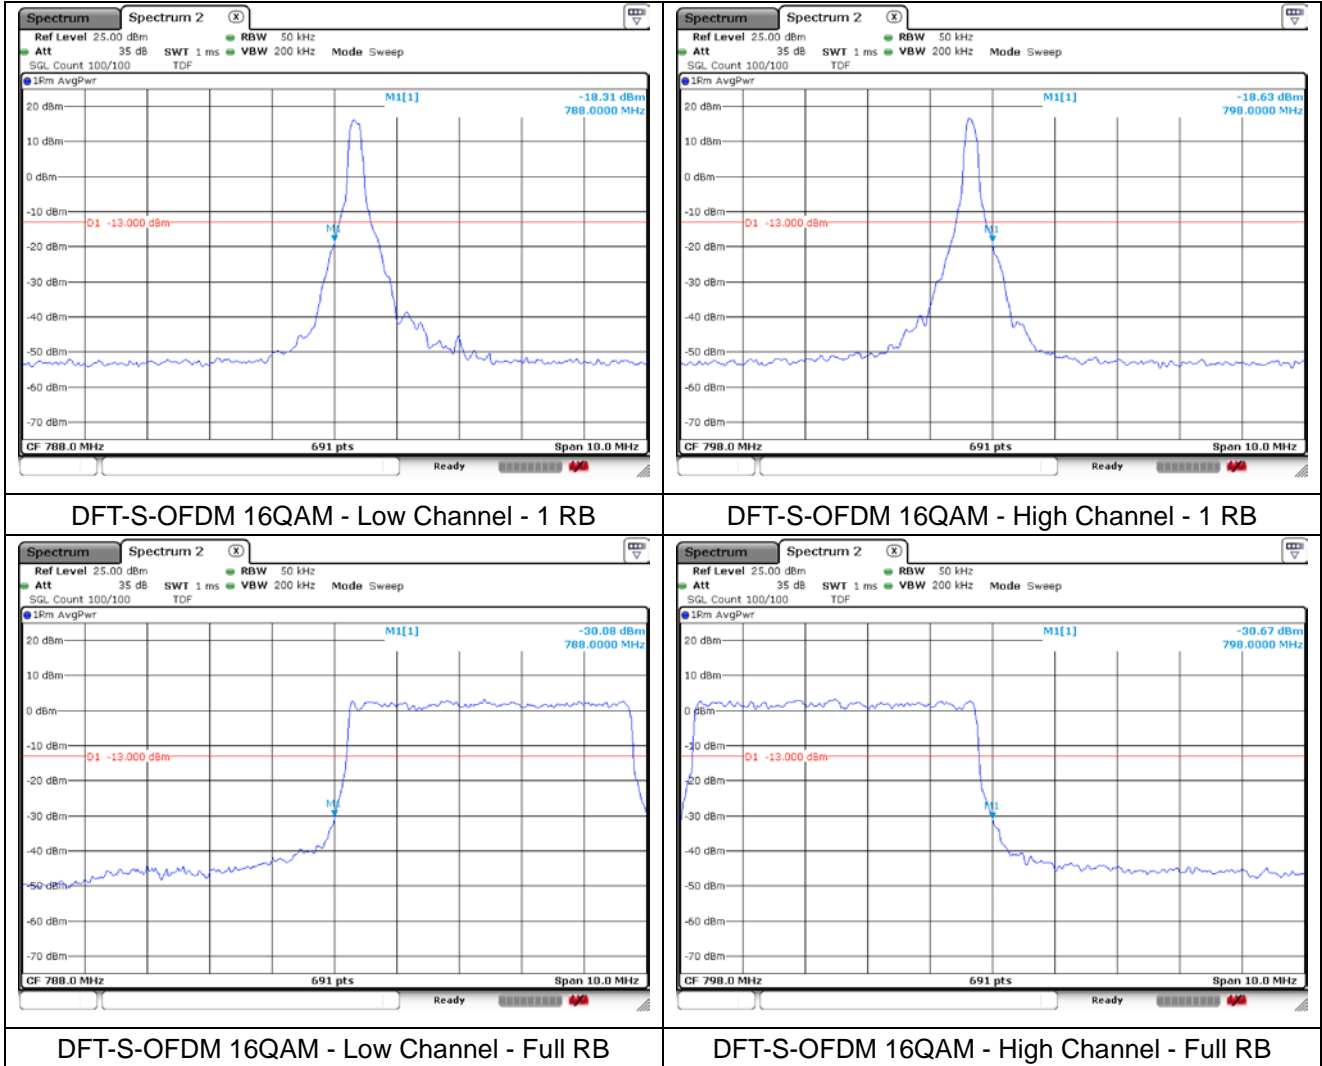 Spectrum Spectrum 2 X
Ref Level 25.00 dBm RBW 50 kHz
Att 35 dB SWT 1 ms VBW 200 kHz Mode Sweep
SGL Count 100/100 TDF
1Rm AvgPwr
M1[1] -18.31 dBm
788.0000 MHz
20 dBm
10 dBm
0 dBm
-10 dBm
D1 -13.000 dBm
M1
-20 dBm
-30 dBm
-40 dBm
-50 dBm
-60 dBm
-70 dBm
CF 788.0 MHz 691 pts Span 10.0 MHz
Ready
DFT-S-OFDM 16QAM - Low Channel - 1 RB
Spectrum Spectrum 2 X
Ref Level 25.00 dBm RBW 50 kHz
Att 35 dB SWT 1 ms VBW 200 kHz Mode Sweep
SGL Count 100/100 TDF
1Rm AvgPwr
M1[1] -18.63 dBm
798.0000 MHz
20 dBm
10 dBm
0 dBm
-10 dBm
D1 -13.000 dBm
M1
-20 dBm
-30 dBm
-40 dBm
-50 dBm
-60 dBm
-70 dBm
CF 798.0 MHz 691 pts Span 10.0 MHz
Ready
DFT-S-OFDM 16QAM - High Channel - 1 RB
Spectrum Spectrum 2 X
Ref Level 25.00 dBm RBW 50 kHz
Att 35 dB SWT 1 ms VBW 200 kHz Mode Sweep
SGL Count 100/100 TDF
1Rm AvgPwr
M1[1] -30.08 dBm
788.0000 MHz
20 dBm
10 dBm
0 dBm
-10 dBm
D1 -13.000 dBm
-20 dBm
M1
-30 dBm
-40 dBm
-50 dBm
-60 dBm
-70 dBm
CF 788.0 MHz 691 pts Span 10.0 MHz
Ready
DFT-S-OFDM 16QAM - Low Channel - Full RB
Spectrum Spectrum 2 X
Ref Level 25.00 dBm RBW 50 kHz
Att 35 dB SWT 1 ms VBW 200 kHz Mode Sweep
SGL Count 100/100 TDF
1Rm AvgPwr
M1[1] -30.67 dBm
798.0000 MHz
20 dBm
10 dBm
0 dBm
-10 dBm
D1 -13.000 dBm
-20 dBm
M1
-30 dBm
-40 dBm
-50 dBm
-60 dBm
-70 dBm
CF 798.0 MHz 691 pts Span 10.0 MHz
Ready
DFT-S-OFDM 16QAM - High Channel - Full RB